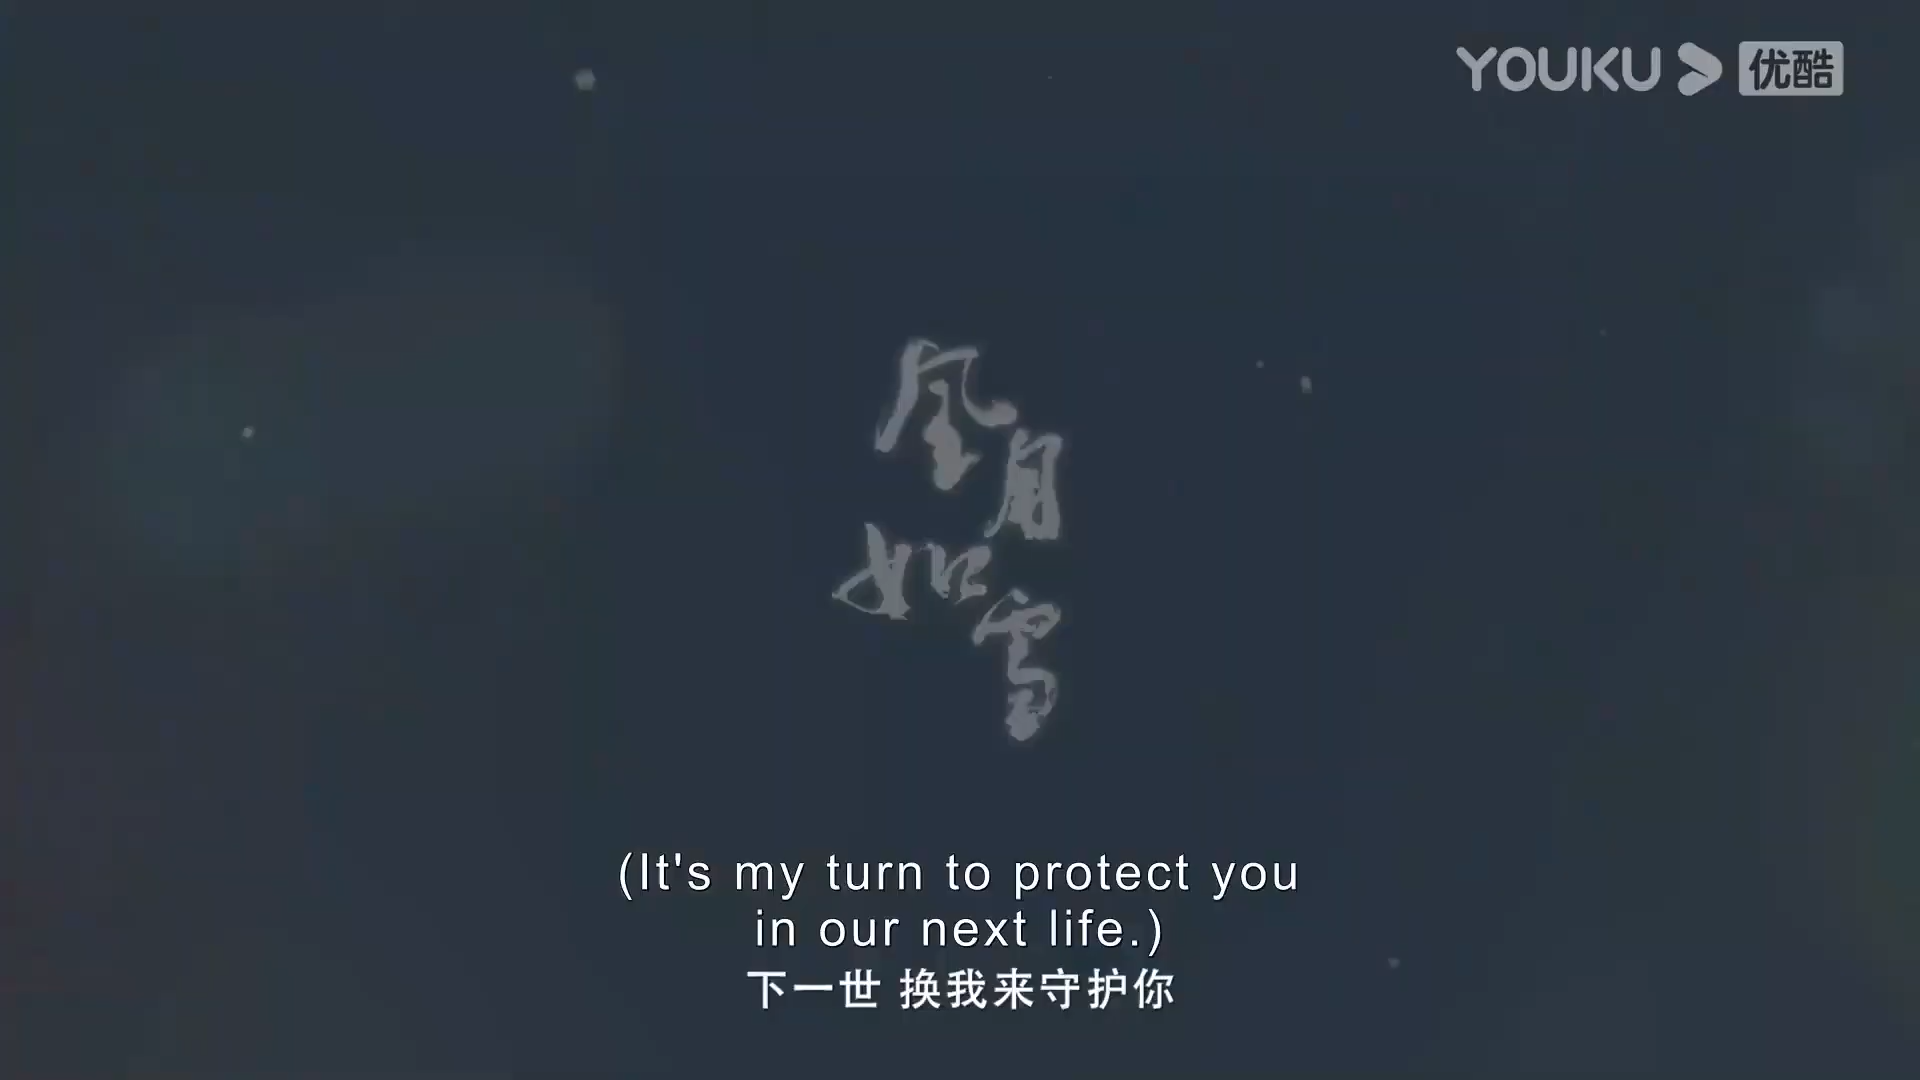 YOUKU 优酷
风月
如雪
(It's my turn to protect you
in our next life.)
下一世 换我来守护你